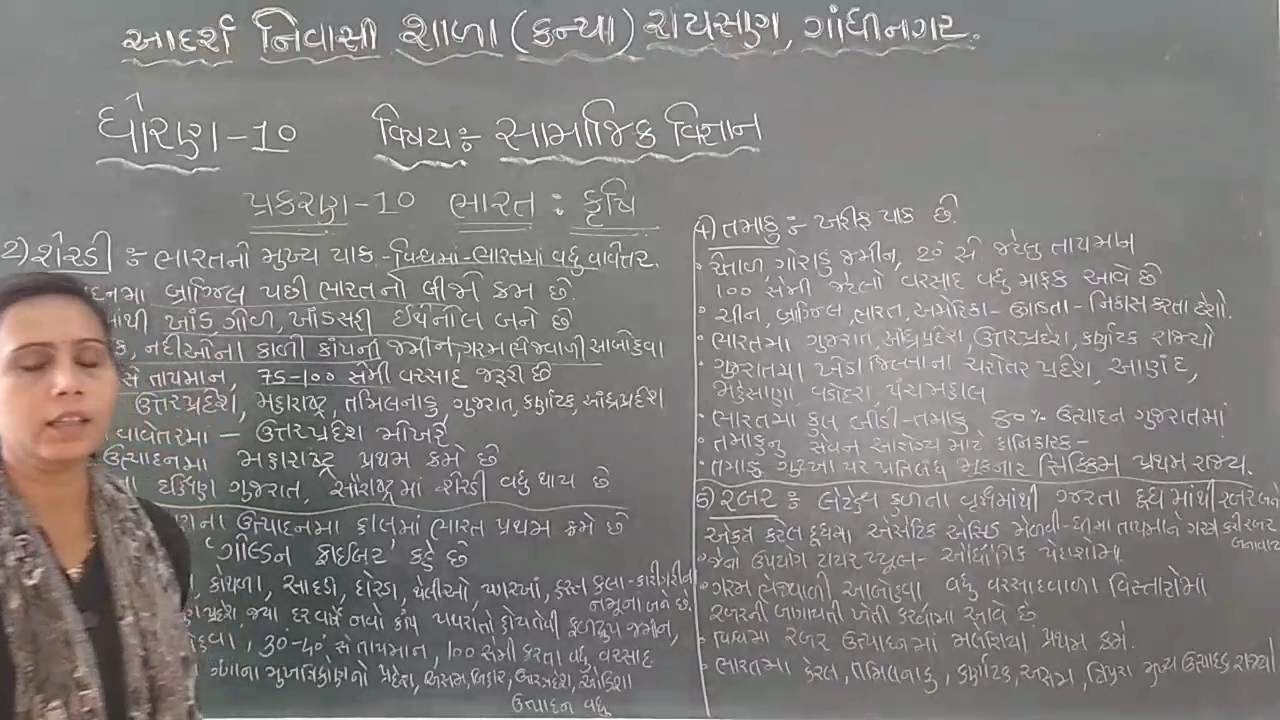 આદર્શ નિવાસી શાળા (કન્યા) રાયસણ, ગાંધીનગર.
ધોરણ-10 વિષય: સામાજિક વિજ્ઞાન
પ્રકરણ-10 ભારત : કૃષિ
2) શેરડી : ભારતનો મુખ્ય પાક - વિશ્વમાં-ભારતમાં વધુ વાવેતર.
બ્રાઝિલ પછી ભારતનો બીજો ક્રમ છે
ખાંડ, ગોળ, ખાંડસરી ઈથેનોલ બને છે
નદીઓના કાળી કાંપની જમીન, ગરમ ભેજવાળી આબોહવા
સે તાપમાન, 75-100 સેમી વરસાદ જરૂરી છે
ઉત્તરપ્રદેશ, મહારાષ્ટ્ર, તમિલનાડુ, ગુજરાત, કર્ણાટક, આંધ્રપ્રદેશ
વાવેતરમાં - ઉત્તરપ્રદેશ મોખરે
ઉત્પાદનમા મહારાષ્ટ્ર પ્રથમ ક્રમે છે
દક્ષિણ ગુજરાત, સૌરાષ્ટ્રમાં શેરડી વધુ થાય છે
ઉત્પાદનમા હાલમાં ભારત પ્રથમ ક્રમે છે
'ગોલ્ડન ફાઇબર' કહે છે
કોથળા, સાદડી, દોરડા, થેલીઓ, પગરખાં, હસ્તકલા-કારીગરીના
નમૂના બને છે.
પ્રદેશ, જ્યાં દર વર્ષે નવો કાંપ પથરાતો હોય તેવી ફળદ્રુપ જમીન,
30-40° સે તાપમાન, 100 સેમી કરતા વધુ વરસાદ
ગંગાના મુખત્રિકોણનો પ્રદેશ, અસમ, બિહાર, ઓડિશા
ઉત્પાદન વધુ
4) તમાકુ : ખરીફ પાક છે.
• રેતાળ, ગોરાડુ જમીન, 20 સે. જેટલુ તાપમાન
100 સેમી જેટલો વરસાદ વધુ માફક આવે છે
• ચીન, બ્રાઝિલ, ભારત, અમેરિકા - નિકાસ કરતા દેશો.
• ભારતમા ગુજરાત, આંધ્રપ્રદેશ, ઉત્તરપ્રદેશ, કર્ણાટક રાજ્યો
• ગુજરાતમા ખેડા જિલ્લાના ચરોતર પ્રદેશ, આણંદ,
મહેસાણા વડોદરા, પંચમહાલ
• ભારતમા કુલ બીડી-તમાકુ 80% ઉત્પાદન ગુજરાતમાં
• તમાકુનુ સેવન આરોગ્ય માટે હાનિકારક -
• તમાકુ ગુટખા પર પ્રતિબંધ મૂકનાર સિક્કિમ પ્રથમ રાજ્ય.
5) રબર : લેટેક્ષ કુળના વૃક્ષમાંથી ઝરતા દૂધમાંથી રબર બને
એકત્ર કરેલ દૂધમા એસેટિક એસિડ મેળવી - ધીમા તાપમાને ગરમ કરી રબર
બનાવાય
• જેનો ઉપયોગ ટાયર ટ્યૂબ - ઔદ્યોગિક પેદાશોમાં
• ગરમ ભેજવાળી આબોહવા વધુ વરસાદવાળા વિસ્તારોમા
રબરની બાગાયતી ખેતી કરવામા આવે છે
• વિશ્વમા રબર ઉત્પાદનમાં મલેશિયા પ્રથમ ક્રમે.
• ભારતમા કેરલ, તમિલનાડુ, કર્ણાટક, અસમ, ત્રિપુરા મુખ્ય ઉત્પાદક રાજ્યો